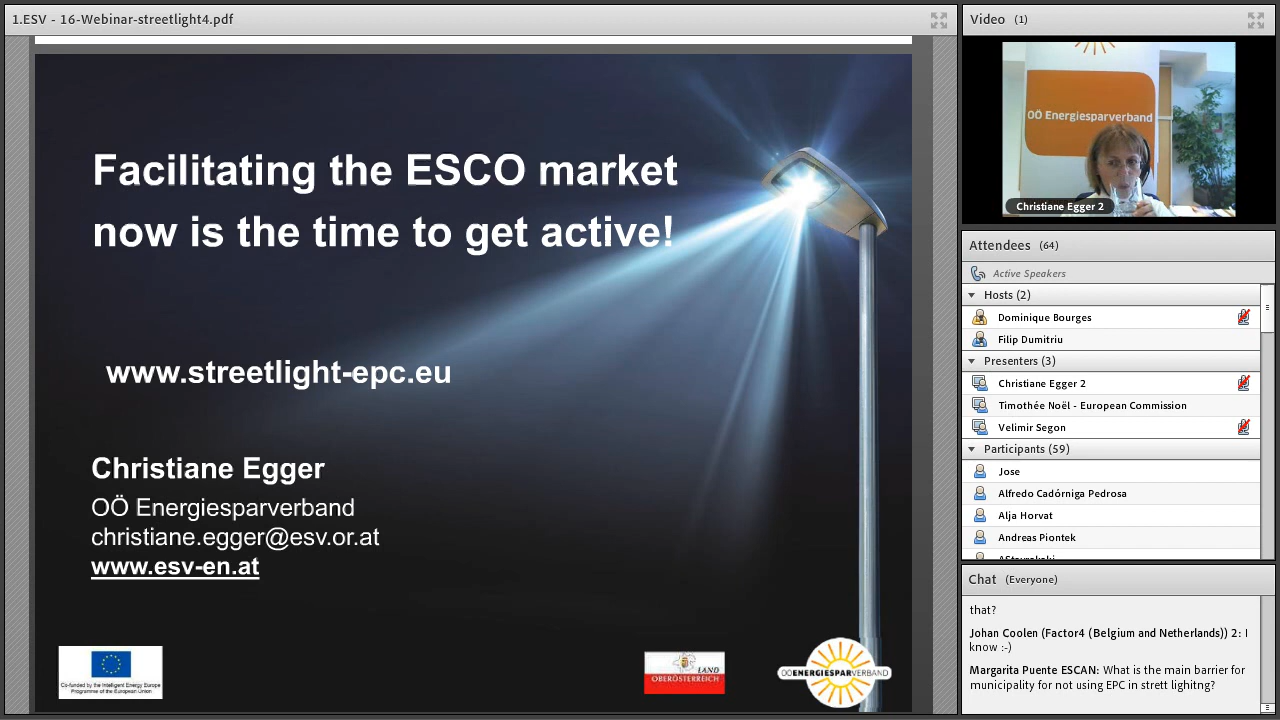 1.ESV - 16-Webinar-streetlight4.pdf
Facilitating the ESCO market
now is the time to get active!
www.streetlight-epc.eu
Christiane Egger
OÖ Energiesparverband
christiane.egger@esv.or.at
www.esv-en.at
Co-funded by the Intelligent Energy Europe
Programme of the European Union
LAND
OBERÖSTERREICH
OÖENERGIESPARVERBAND
Video (1)
OÖ Energiesparverband
Christiane Egger 2
Attendees (64)
Active Speakers
Hosts (2)
Dominique Bourges
Filip Dumitriu
Presenters (3)
Christiane Egger 2
Timothée Noël - European Commission
Velimir Segon
Participants (59)
Jose
Alfredo Cadórniga Pedrosa
Alja Horvat
Andreas Piontek
Chat (Everyone)
that?
Johan Coolen (Factor4 (Belgium and Netherlands)) 2: I
know :-)
Margarita Puente ESCAN: What is the main barrier for
municipality for not using EPC in strett lighitng?